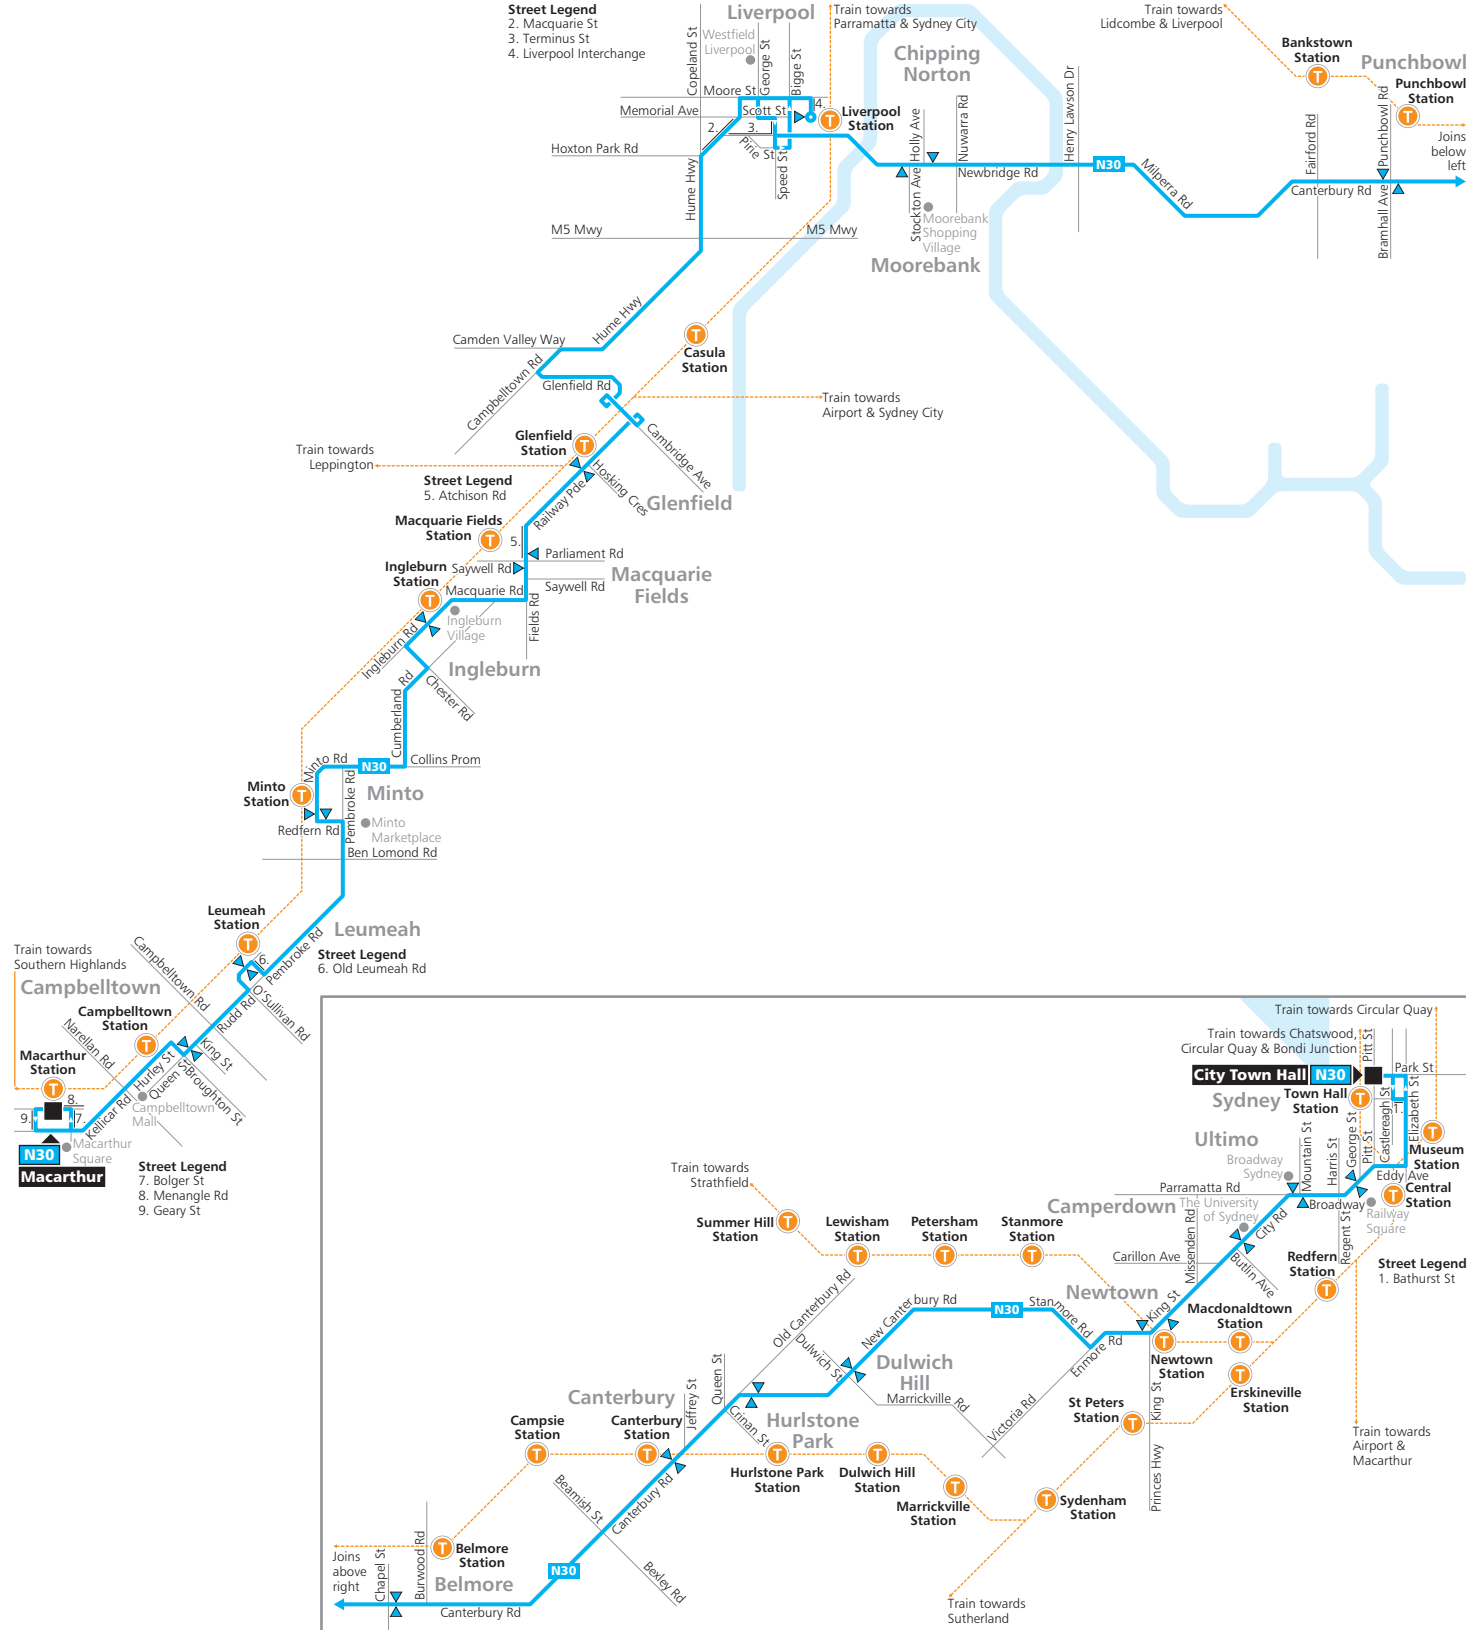 Street Legend
2. Macquarie St
3. Terminus St
4. Liverpool Interchange
Liverpool
Westfield
Liverpool
Copeland St
George St
Bigge St
Train towards
Parramatta & Sydney City
Chipping
Norton
Train towards
Lidcombe & Liverpool
Bankstown
Station
Punchbowl
Punchbowl
Station
Joins
below
left
Moore St
Memorial Ave
Scott St
4.
2.
3.
T
Liverpool
Station
Hoxton Park Rd
Pine St
Speed St
Hume Hwy
Stockton Ave
Holly Ave
Nuwarra Rd
Newbridge Rd
Henry Lawson Dr
N30
Milperra Rd
Fairford Rd
Punchbowl Rd
Canterbury Rd
Bramhall Ave
M5 Mwy
M5 Mwy
Moorebank
Shopping
Village
Moorebank
Hume Hwy
Camden Valley Way
Casula
Station
Campbelltown Rd
Glenfield Rd
Train towards
Airport & Sydney City
Glenfield
Station
Train towards
Leppington
Cambridge Ave
Hosking Cres
Glenfield
Street Legend
5. Atchison Rd
Railway Pde
Macquarie Fields
Station
5.
Parliament Rd
Ingleburn
Station
Saywell Rd
Saywell Rd
Macquarie
Fields
Macquarie Rd
Fields Rd
Ingleburn
Village
Ingleburn Rd
Ingleburn
Chester Rd
Cumberland Rd
Collins Prom
Minto Rd
N30
Minto
Station
Minto
Pembroke Rd
Redfern Rd
Minto
Marketplace
Ben Lomond Rd
Leumeah
Station
Leumeah
Street Legend
6. Old Leumeah Rd
6.
Pembroke Rd
Train towards
Southern Highlands
Campbelltown
Campbelltown Rd
O'Sullivan Rd
Rudd Rd
Campbelltown
Station
Narellan Rd
King St
Hurley St
Queen St
Broughton St
Macarthur
Station
8.
9.
7.
Kellicar Rd
Campbelltown
Mall
Macarthur
Square
N30
Macarthur
Street Legend
7. Bolger St
8. Menangle Rd
9. Geary St
Train towards Circular Quay
Train towards Chatswood,
Circular Quay & Bondi Junction
Pitt St
Park St
City Town Hall
N30
Sydney
Town Hall
Station
1.
Castlereagh St
Elizabeth St
Museum
Station
Ultimo
Broadway
Sydney
Mountain St
Harris St
George St
Pitt St
Eddy Ave
Central
Station
Parramatta Rd
Broadway
Railway
Square
Regent St
Camperdown
The University
of Sydney
Missenden Rd
City Rd
Carillon Ave
Butlin Ave
Redfern
Station
Street Legend
1. Bathurst St
Train towards
Strathfield
Summer Hill
Station
Lewisham
Station
Petersham
Station
Stanmore
Station
Newtown
King St
Macdonaldtown
Station
Old Canterbury Rd
New Canterbury Rd
N30
Stanmore Rd
Enmore Rd
Newtown
Station
Dulwich St
Dulwich
Hill
Marrickville Rd
Victoria Rd
St Peters
Station
King St
Erskineville
Station
Princes Hwy
Train towards
Airport &
Macarthur
Canterbury
Jeffrey St
Queen St
Crinan St
Hurlstone
Park
Campsie
Station
Canterbury
Station
Hurlstone Park
Station
Dulwich Hill
Station
Marrickville
Station
Sydenham
Station
Beamish St
Canterbury Rd
Bexley Rd
Belmore
Station
Joins
above
right
Chapel St
Burwood Rd
Belmore
N30
Canterbury Rd
Train towards
Sutherland